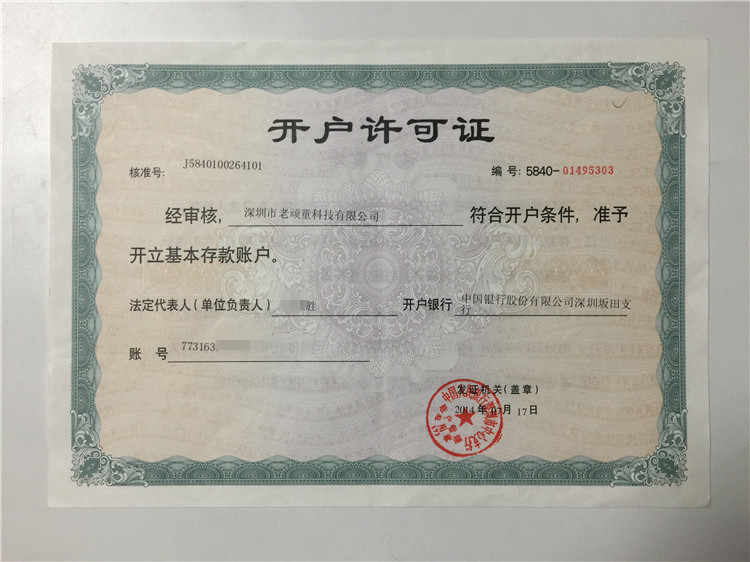 开户许可证
核准号: J5840100264101 编 号: 5840-01495303
经审核, 深圳市老顽童科技有限公司 符合开户条件, 准予
开立基本存款账户。
法定代表人(单位负责人) 胜 开户银行 中国银行股份有限公司深圳坂田支
行
账 号 773163
发证机关(盖章)
2014年07月17日